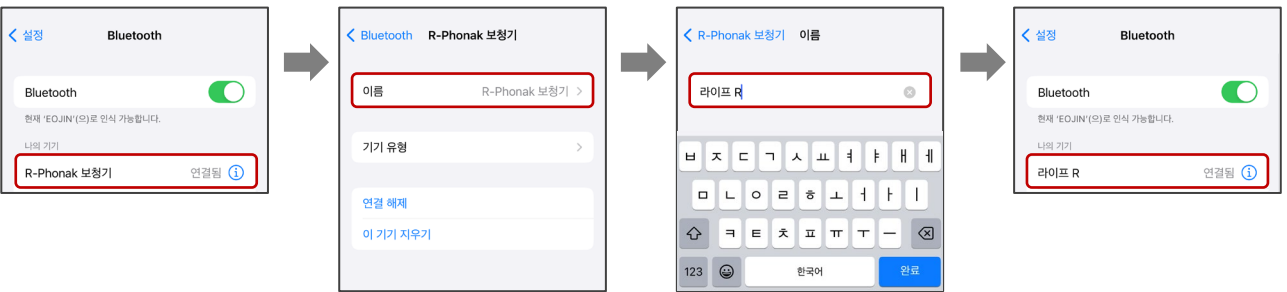 설정 Bluetooth
Bluetooth
현재 'EOJIN'(으)로 인식 가능합니다.
나의 기기
R-Phonak 보청기 연결됨
Bluetooth R-Phonak 보청기
이름 R-Phonak 보청기
기기 유형
연결 해제
이 기기 지우기
R-Phonak 보청기 이름
라이프 R
ㅂ ㅈ ㄷ ㄱ ㅅ ㅛ ㅕ ㅑ ㅐ ㅔ
ㅁ ㄴ ㅇ ㄹ ㅎ ㅗ ㅓ ㅏ ㅣ
ㅋ ㅌ ㅊ ㅍ ㅠ ㅜ ㅡ
123 한국어 완료
설정 Bluetooth
Bluetooth
현재 'EOJIN'(으)로 인식 가능합니다.
나의 기기
라이프 R 연결됨